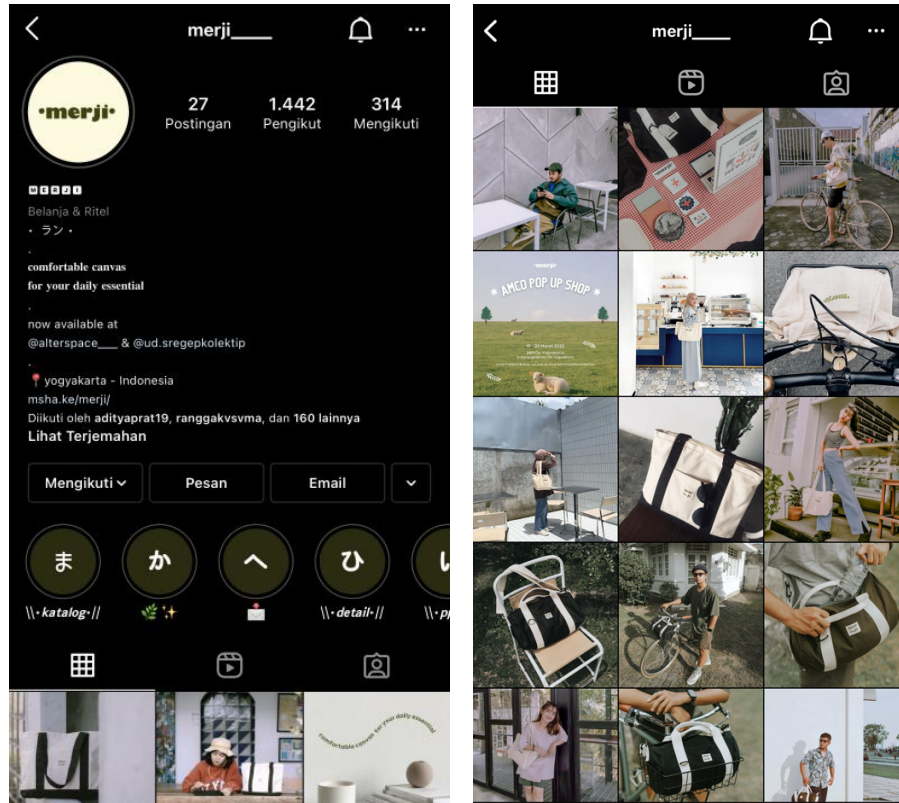 merji____
•merji•
27
1.442
314
Postingan
Pengikut
Mengikuti
MERJI
Belanja & Ritel
• ラン •
.
comfortable canvas
for your daily essential
.
now available at
@alterspace___ & @ud.sregepkolektip
.
📍 yogyakarta - Indonesia
msha.ke/merji/
Diikuti oleh adityaprat19, ranggakvsvma, dan 160 lainnya
Lihat Terjemahan
Mengikuti
Pesan
Email
ま
か
へ
ひ
\\•katalog•//
\\•detail•//
comfortable canvas for your daily essential
merji____
•merji•
AMCO POP UP SHOP